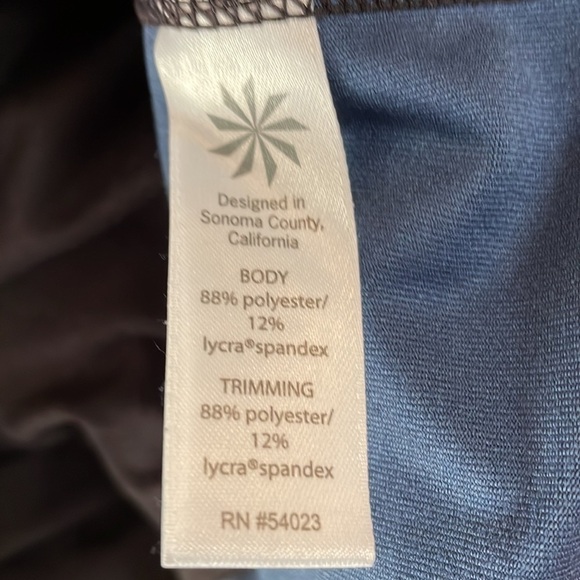 Designed in
Sonoma County,
California
BODY
88% polyester/
12%
lycra®spandex
TRIMMING
88% polyester/
12%
lycra®spandex
RN #54023